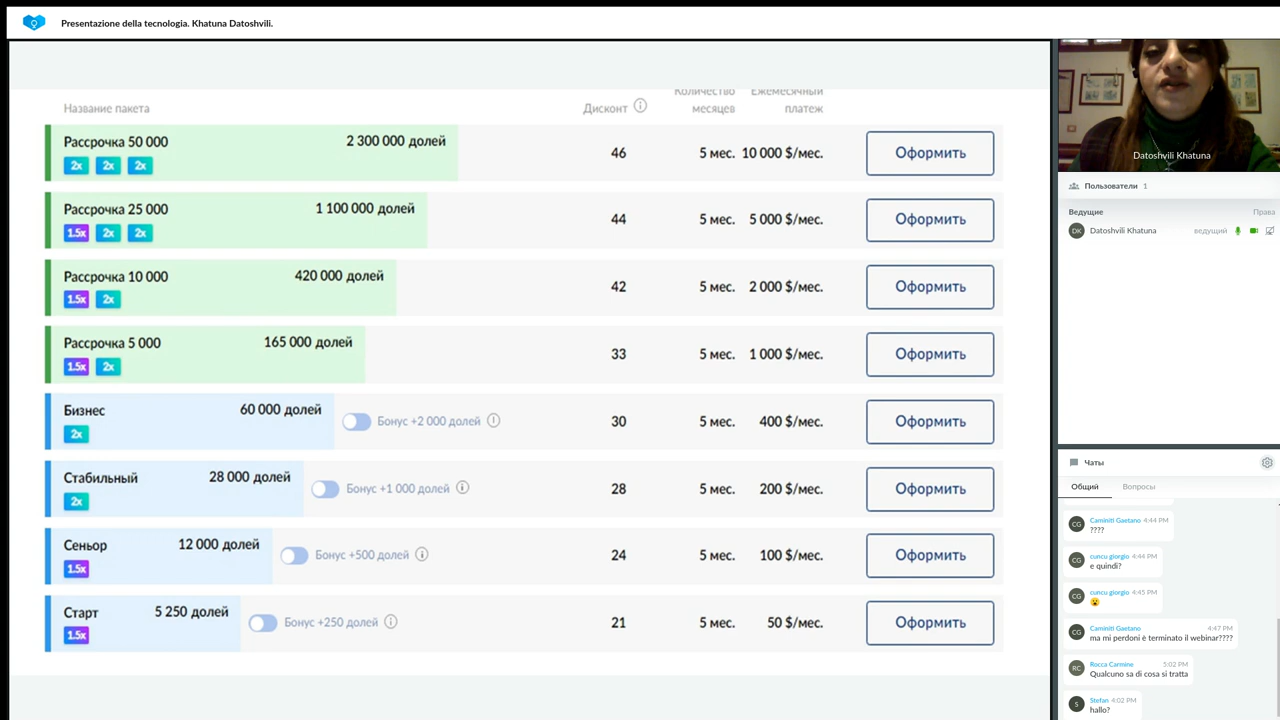 Presentazione della tecnologia. Khatuna Datoshvili.
Название пакета
Дисконт
Количество месяцев
Ежемесячный платеж
Рассрочка 50 000
2 300 000 долей
2x 2x 2x
46
5 мес.
10 000 $/мес.
Оформить
Рассрочка 25 000
1 100 000 долей
1.5x 2x 2x
44
5 мес.
5 000 $/мес.
Оформить
Рассрочка 10 000
420 000 долей
1.5x 2x
42
5 мес.
2 000 $/мес.
Оформить
Рассрочка 5 000
165 000 долей
1.5x 2x
33
5 мес.
1 000 $/мес.
Оформить
Бизнес
60 000 долей
2x
Бонус +2 000 долей
30
5 мес.
400 $/мес.
Оформить
Стабильный
28 000 долей
2x
Бонус +1 000 долей
28
5 мес.
200 $/мес.
Оформить
Сеньор
12 000 долей
1.5x
Бонус +500 долей
24
5 мес.
100 $/мес.
Оформить
Старт
5 250 долей
1.5x
Бонус +250 долей
21
5 мес.
50 $/мес.
Оформить
Datoshvili Khatuna
Пользователи 1
Ведущие
Права
DK
Datoshvili Khatuna
ведущий
Чаты
Общий
Вопросы
CG
Caminiti Gaetano 4:44 PM
????
CG
cuncu giorgio 4:44 PM
e quindi?
CG
cuncu giorgio 4:45 PM
😮
CG
Caminiti Gaetano 4:47 PM
ma mi perdoni è terminato il webinar????
RC
Rocca Carmine 5:02 PM
Qualcuno sa di cosa si tratta
S
Stefan 4:02 PM
hallo?